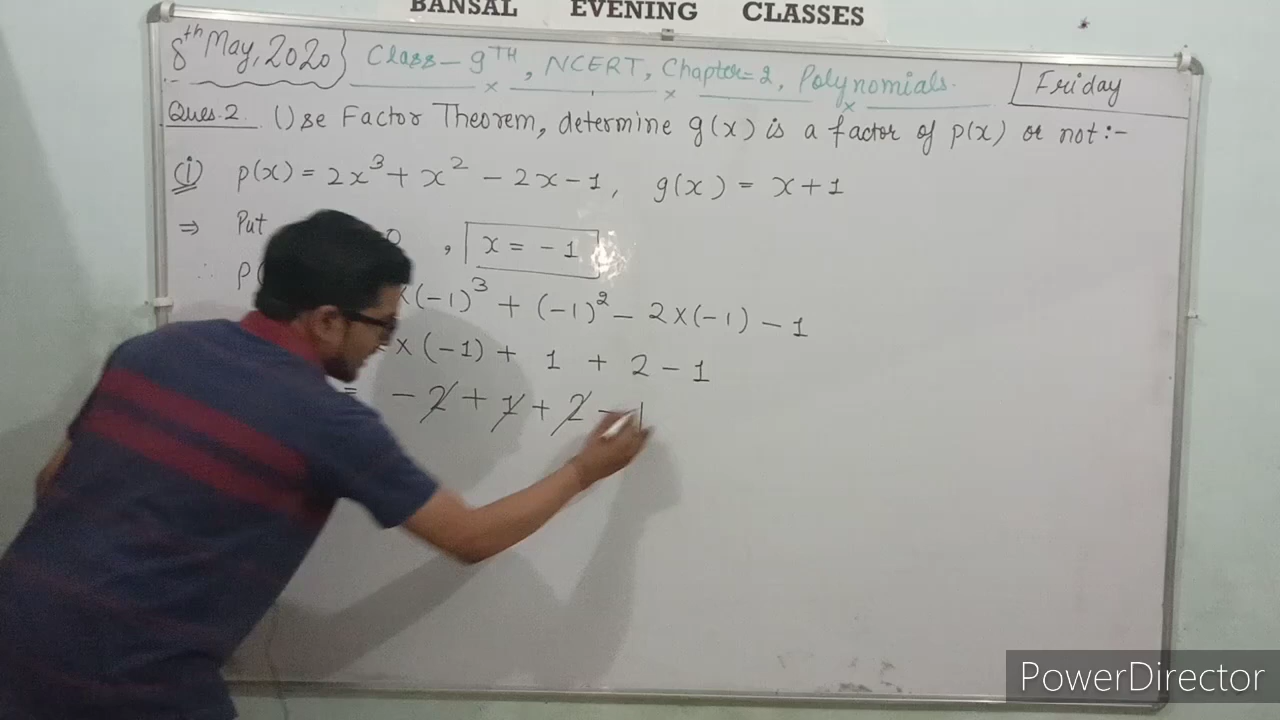 BANSAL EVENING CLASSES
8th May, 2020 Class - 9TH, NCERT, Chapter = 2, Polynomials. Friday
Ques. 2. Use Factor Theorem, determine g(x) is a factor of p(x) or not :-
(i) p(x) = 2x³ + x² - 2x - 1, g(x) = x + 1
⇒ Put 0 , x = -1
∴ P( ×(-1)³ + (-1)² - 2×(-1) - 1
×(-1) + 1 + 2 - 1
= - 2 + 1 + 2 - 1
PowerDirector